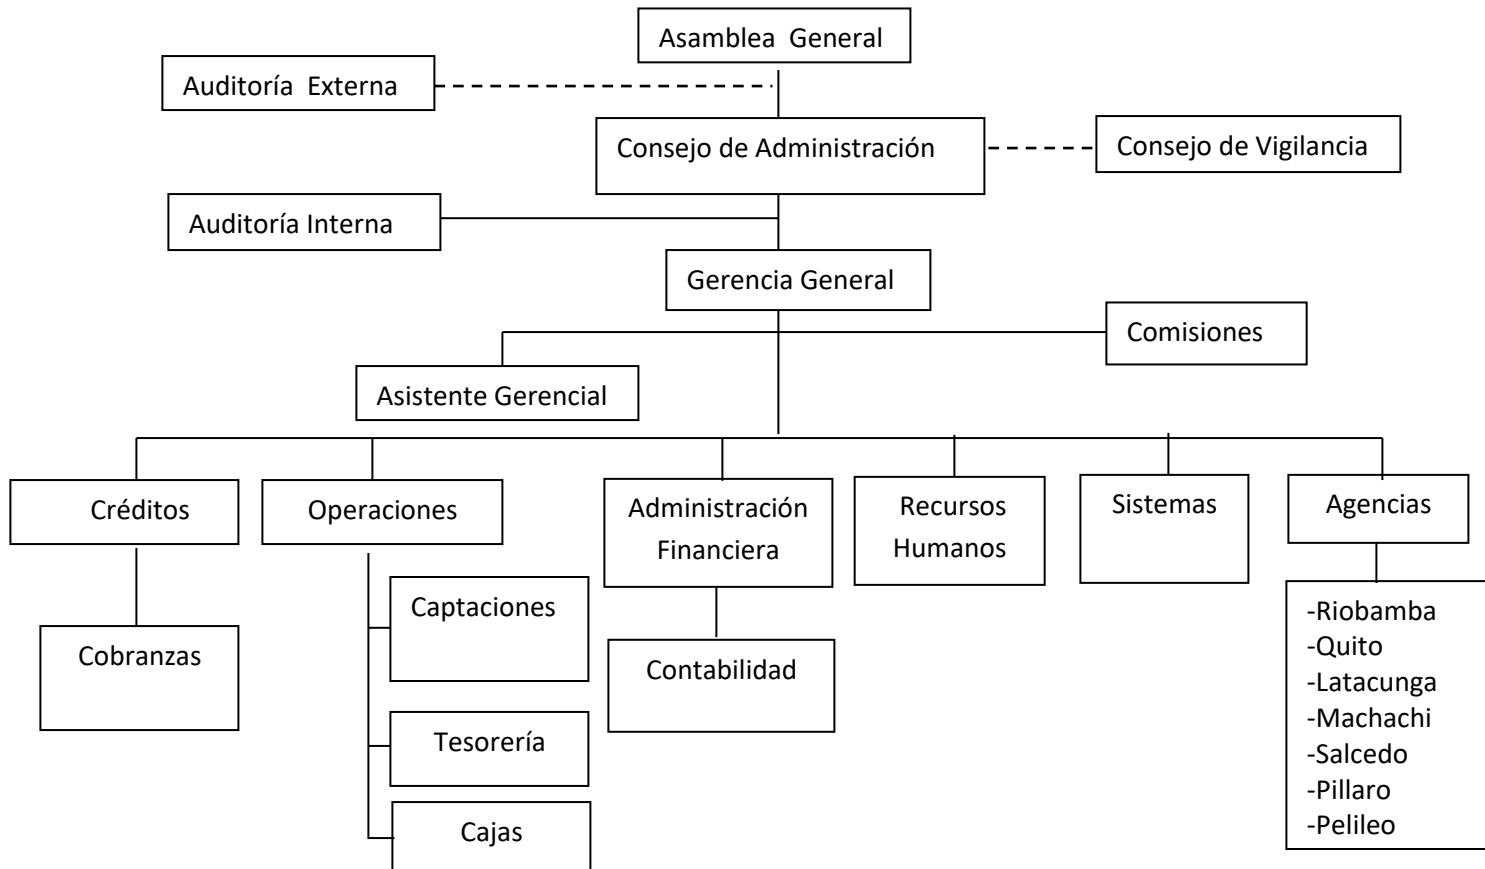 Asamblea General
Auditoría Externa
Consejo de Administración
Consejo de Vigilancia
Auditoría Interna
Gerencia General
Comisiones
Asistente Gerencial
Créditos
Operaciones
Administración
Financiera
Recursos
Humanos
Sistemas
Agencias
Cobranzas
Captaciones
Tesorería
Cajas
Contabilidad
-Riobamba
-Quito
-Latacunga
-Machachi
-Salcedo
-Pillaro
-Pelileo